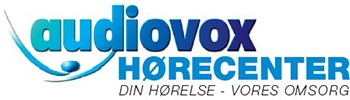 audiovox
HØRECENTER
DIN HØRELSE - VORES OMSORG